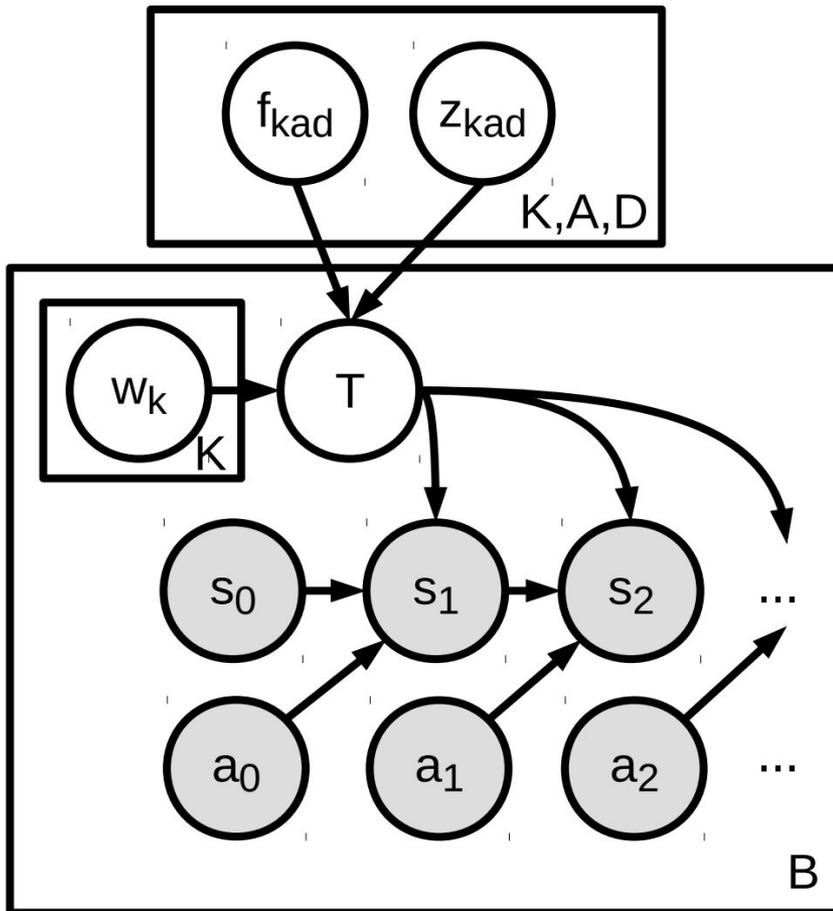 f_kad z_kad
K,A,D
w_k T
K
s_0 s_1 s_2 ...
a_0 a_1 a_2 ...
B